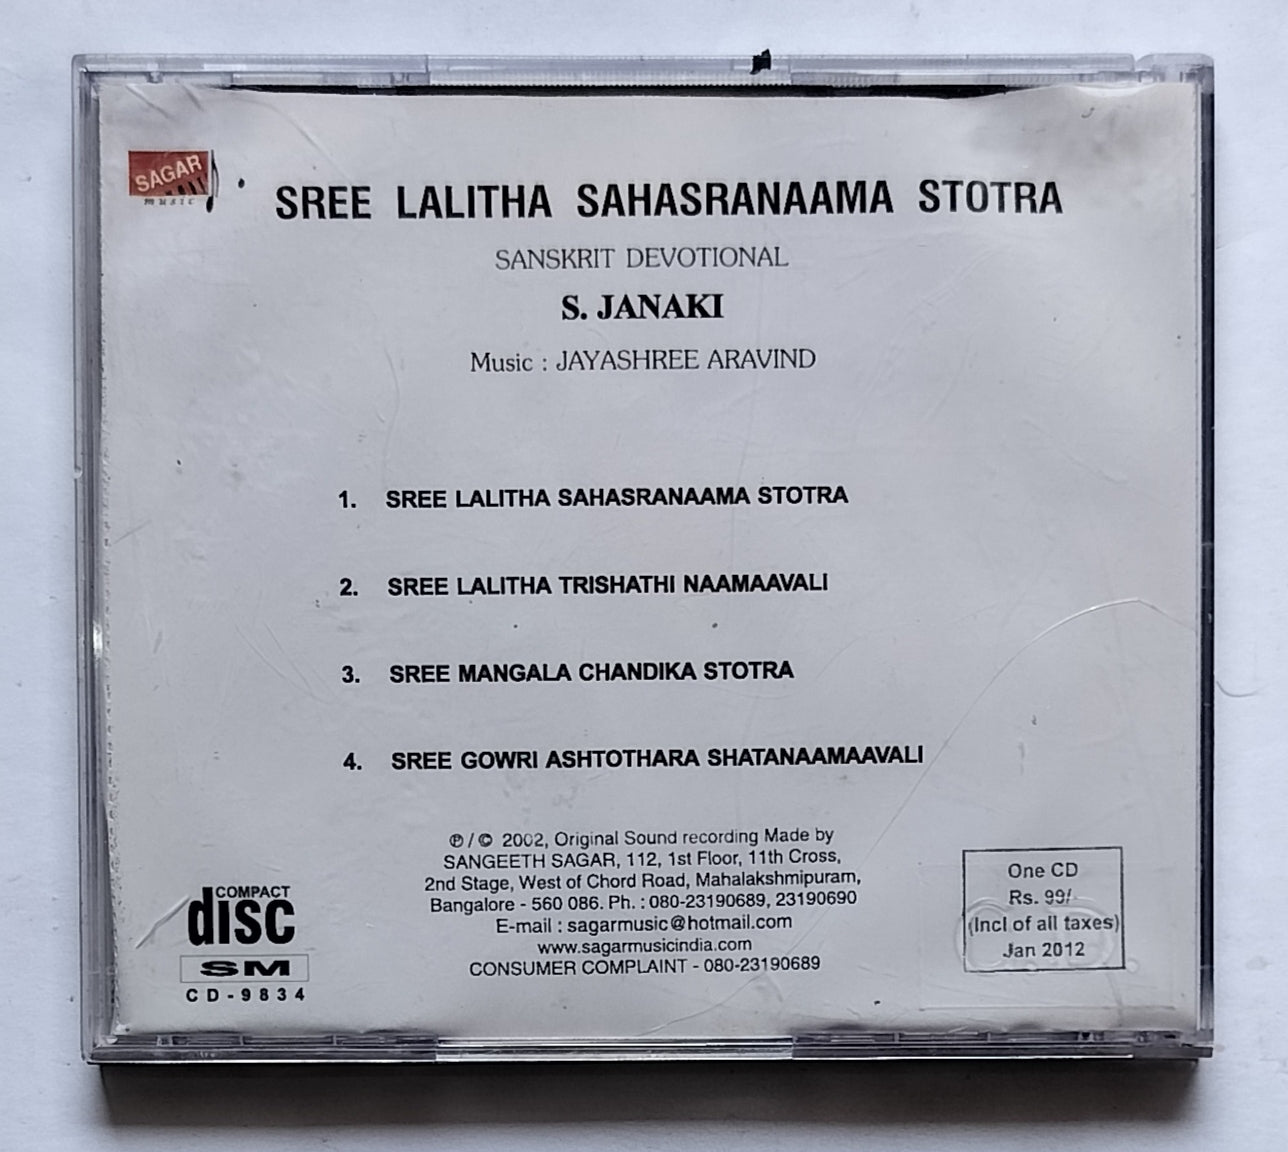 SAGAR
music
SREE LALITHA SAHASRANAAMA STOTRA
SANSKRIT DEVOTIONAL
S. JANAKI
Music : JAYASHREE ARAVIND
1. SREE LALITHA SAHASRANAAMA STOTRA
2. SREE LALITHA TRISHATHI NAAMAAVALI
3. SREE MANGALA CHANDIKA STOTRA
4. SREE GOWRI ASHTOTHARA SHATANAAMAAVALI
℗ / © 2002, Original Sound recording Made by
SANGEETH SAGAR, 112, 1st Floor, 11th Cross,
2nd Stage, West of Chord Road, Mahalakshmipuram,
Bangalore - 560 086. Ph. : 080-23190689, 23190690
E-mail : sagarmusic@hotmail.com
www.sagarmusicindia.com
CONSUMER COMPLAINT - 080-23190689
COMPACT
disc
SM
CD-9834
One CD
Rs. 99/-
(Incl of all taxes)
Jan 2012